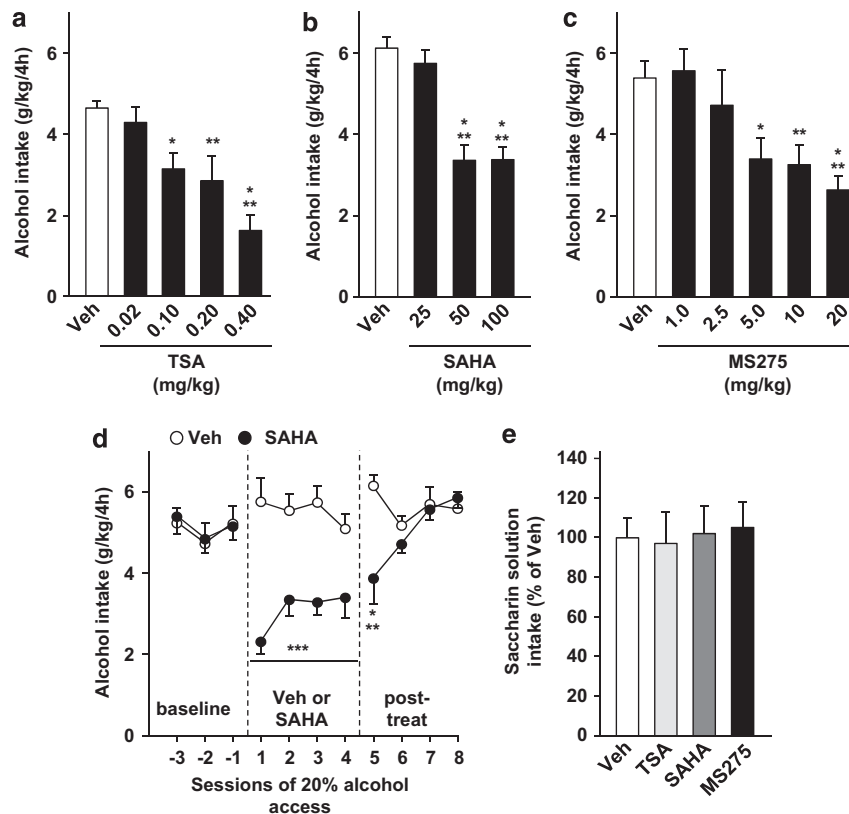 a
Alcohol intake (g/kg/4h)
6
4
2
0
*
**
*
**
Veh
0.02
0.10
0.20
0.40
TSA
(mg/kg)
b
Alcohol intake (g/kg/4h)
6
4
2
0
*
**
*
**
Veh
25
50
100
SAHA
(mg/kg)
c
Alcohol intake (g/kg/4h)
6
4
2
0
*
**
*
**
Veh
1.0
2.5
5.0
10
20
MS275
(mg/kg)
d
Veh SAHA
Alcohol intake (g/kg/4h)
6
4
2
0
***
*
**
baseline
Veh or
SAHA
post-
treat
-3 -2 -1 1 2 3 4 5 6 7 8
Sessions of 20% alcohol
access
e
Saccharin solution
intake (% of Veh)
140
120
100
80
60
40
20
0
Veh
TSA
SAHA
MS275